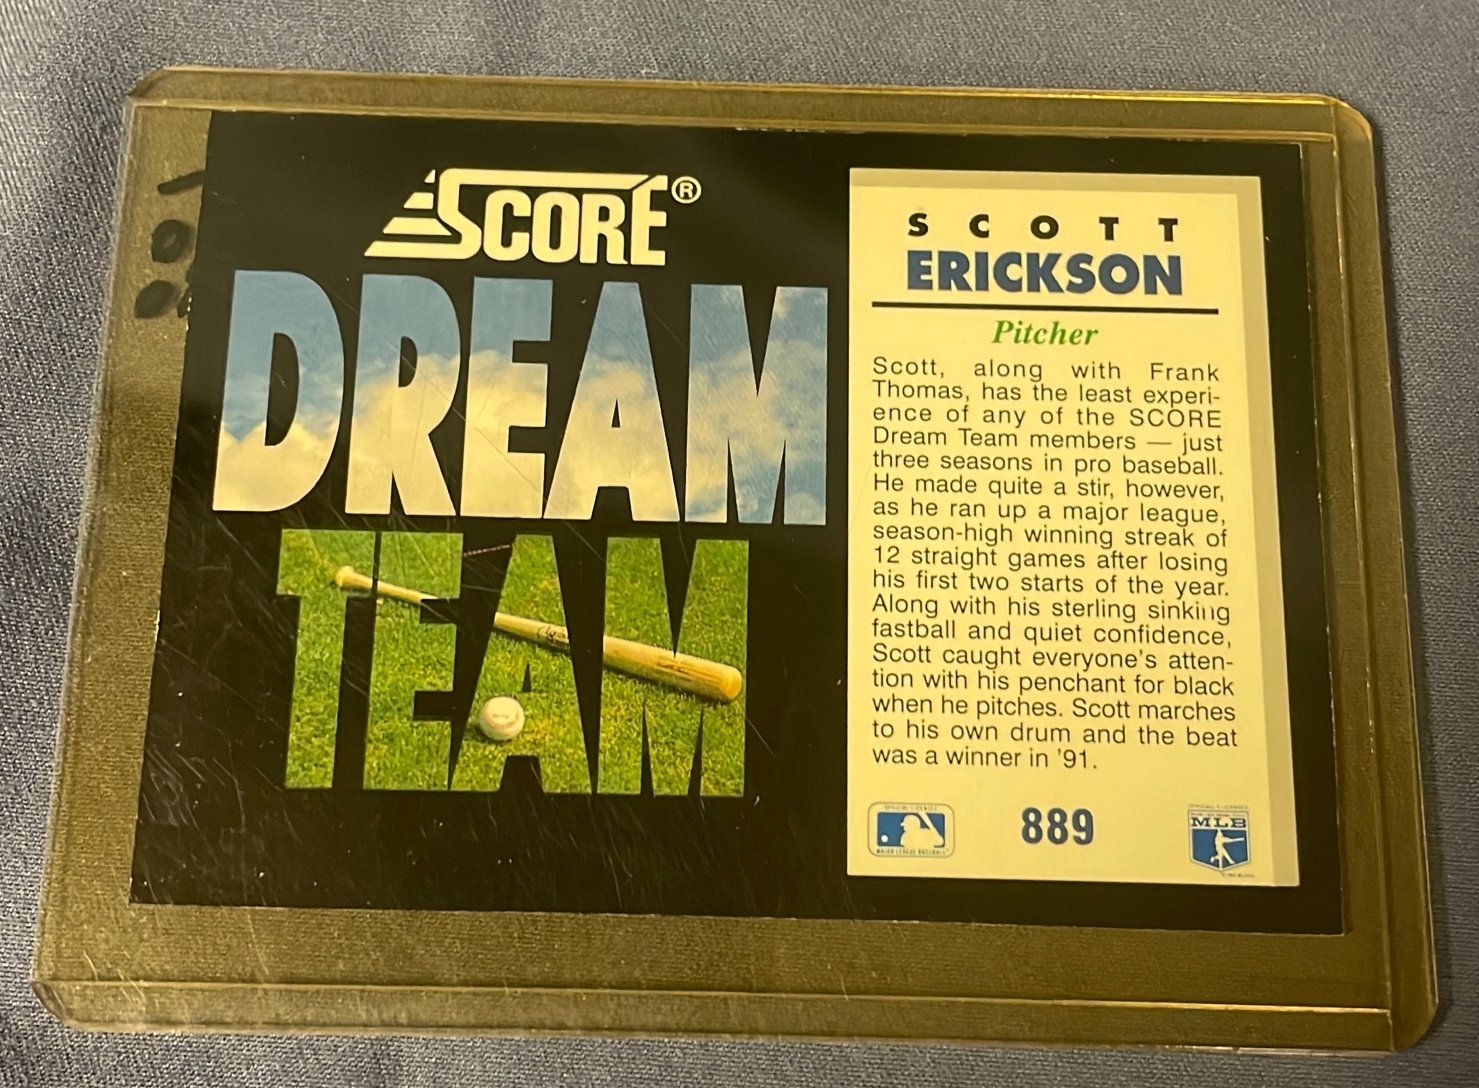 SCORE®
DREAM
TEAM
SCOTT
ERICKSON
Pitcher
Scott, along with Frank
Thomas, has the least experi-
ence of any of the SCORE
Dream Team members — just
three seasons in pro baseball.
He made quite a stir, however,
as he ran up a major league,
season-high winning streak of
12 straight games after losing
his first two starts of the year.
Along with his sterling sinking
fastball and quiet confidence,
Scott caught everyone's atten-
tion with his penchant for black
when he pitches. Scott marches
to his own drum and the beat
was a winner in '91.
889
MAJOR LEAGUE BASEBALL
MLB